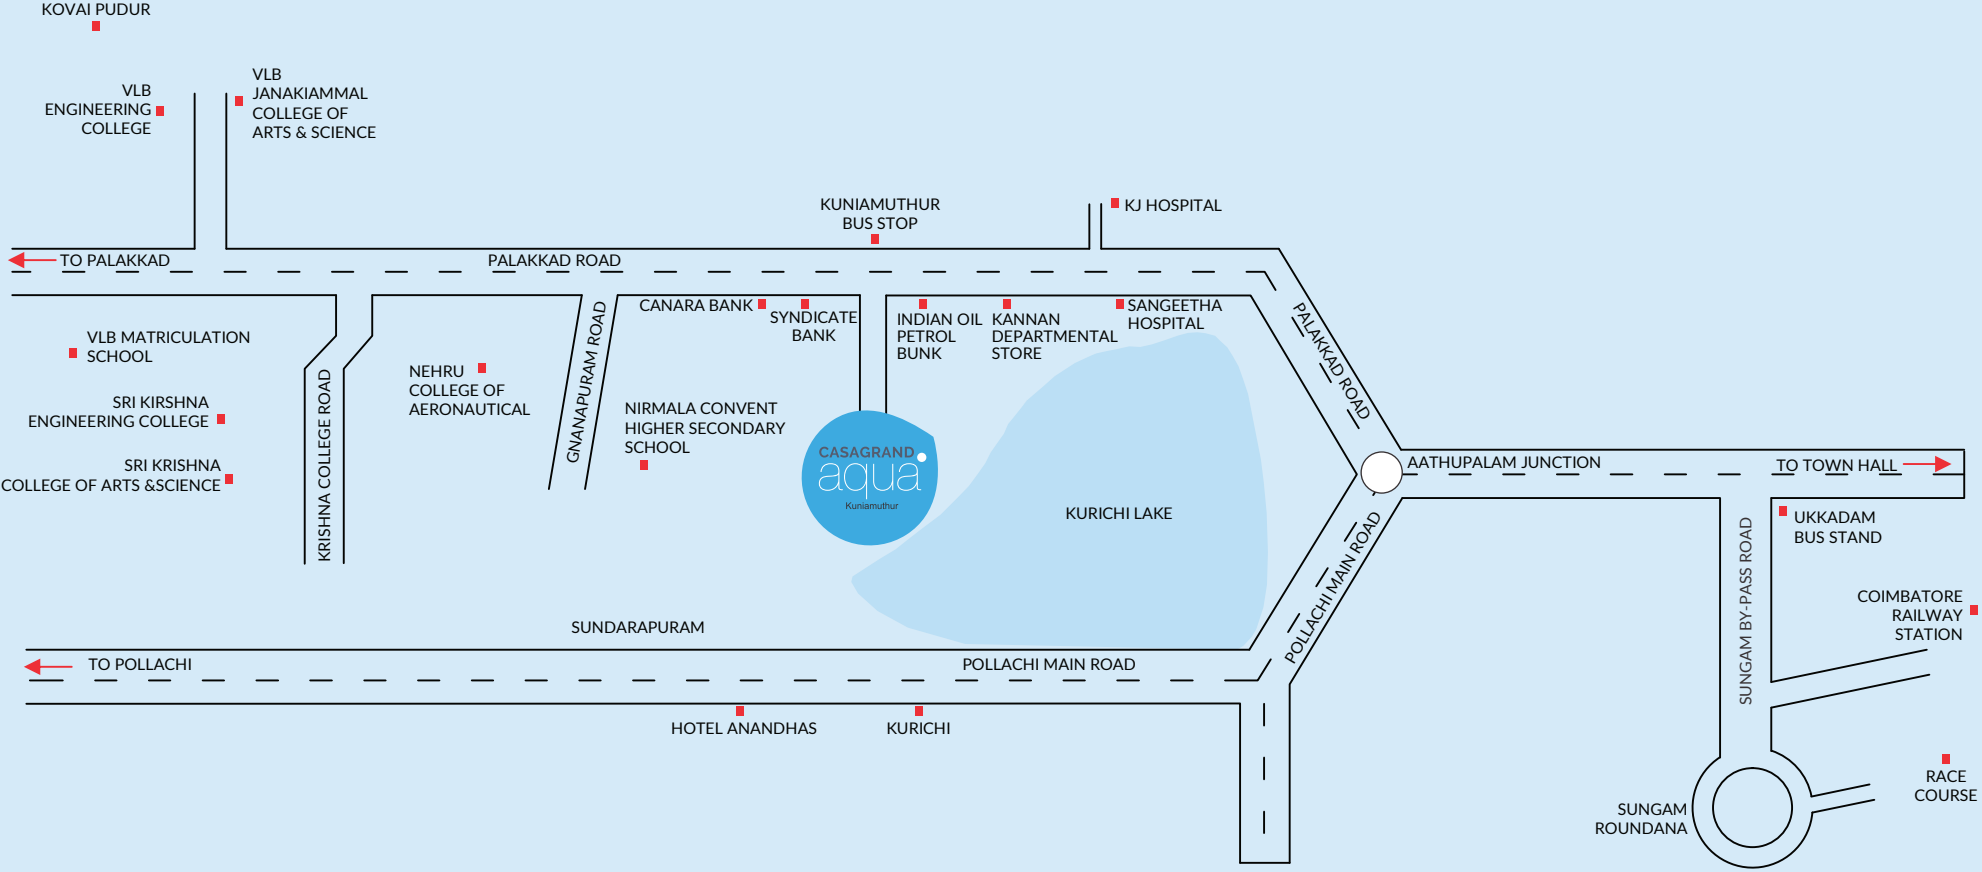 KOVAI PUDUR
VLB
ENGINEERING
COLLEGE
VLB
JANAKIAMMAL
COLLEGE OF
ARTS & SCIENCE
KUNIAMUTHUR
BUS STOP
KJ HOSPITAL
TO PALAKKAD
PALAKKAD ROAD
CANARA BANK
SYNDICATE
BANK
INDIAN OIL
PETROL
BUNK
KANNAN
DEPARTMENTAL
STORE
SANGEETHA
HOSPITAL
PALAKKAD ROAD
VLB MATRICULATION
SCHOOL
SRI KIRSHNA
ENGINEERING COLLEGE
SRI KRISHNA
COLLEGE OF ARTS &SCIENCE
KRISHNA COLLEGE ROAD
NEHRU
COLLEGE OF
AERONAUTICAL
GNANAPURAM ROAD
NIRMALA CONVENT
HIGHER SECONDARY
SCHOOL
CASAGRAND
aqua
Kuniamuthur
KURICHI LAKE
AATHUPALAM JUNCTION
TO TOWN HALL
POLLACHI MAIN ROAD
SUNGAM BY-PASS ROAD
UKKADAM
BUS STAND
COIMBATORE
RAILWAY
STATION
SUNDARAPURAM
TO POLLACHI
POLLACHI MAIN ROAD
HOTEL ANANDHAS
KURICHI
RACE
COURSE
SUNGAM
ROUNDANA